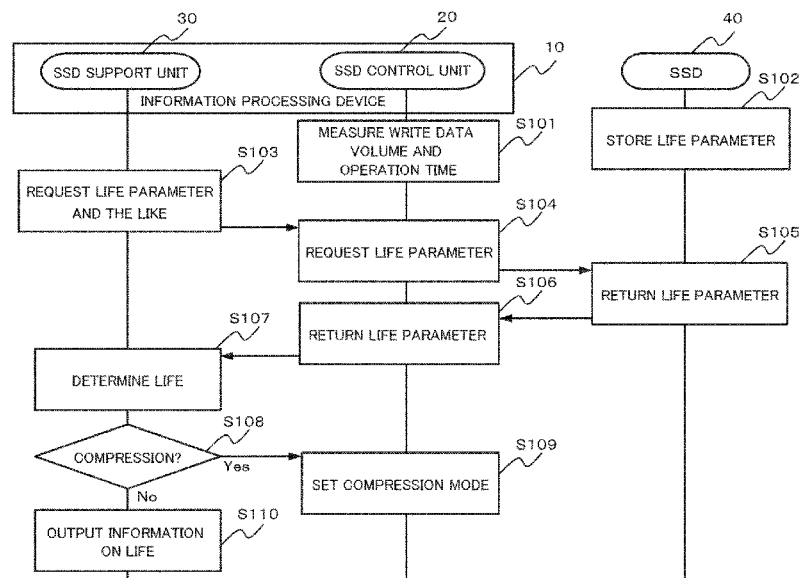 30
20
40
10
SSD SUPPORT UNIT
SSD CONTROL UNIT
SSD
INFORMATION PROCESSING DEVICE
S101
MEASURE WRITE DATA
VOLUME AND
OPERATION TIME
S102
STORE LIFE PARAMETER
S103
REQUEST LIFE PARAMETER
AND THE LIKE
S104
REQUEST LIFE PARAMETER
S105
RETURN LIFE PARAMETER
S106
RETURN LIFE PARAMETER
S107
DETERMINE LIFE
S108
COMPRESSION?
Yes
No
S109
SET COMPRESSION MODE
S110
OUTPUT INFORMATION
ON LIFE